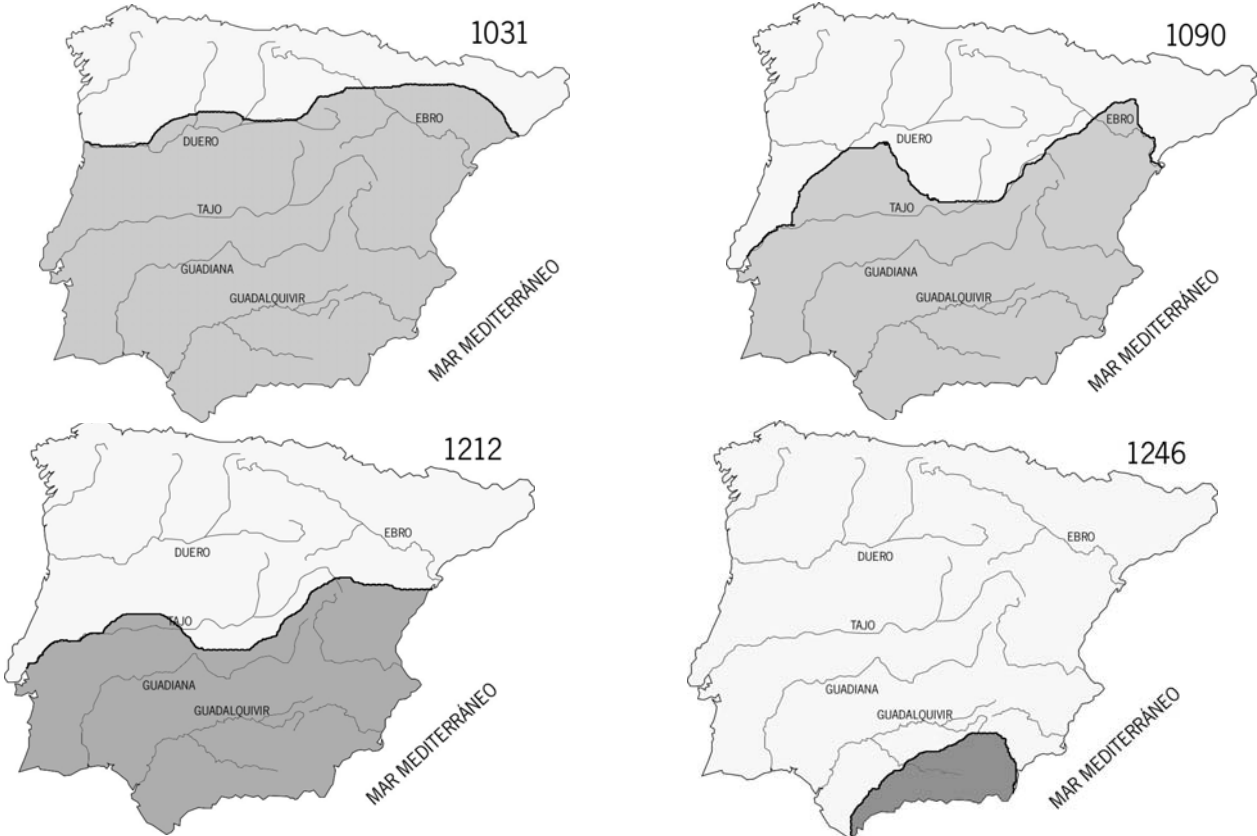 1031
EBRO
DUERO
TAJO
GUADIANA
GUADALQUIVIR
MAR MEDITERRÁNEO
1090
EBRO
DUERO
TAJO
GUADIANA
GUADALQUIVIR
MAR MEDITERRÁNEO
1212
EBRO
DUERO
TAJO
GUADIANA
GUADALQUIVIR
MAR MEDITERRÁNEO
1246
EBRO
DUERO
TAJO
GUADIANA
GUADALQUIVIR
MAR MEDITERRÁNEO